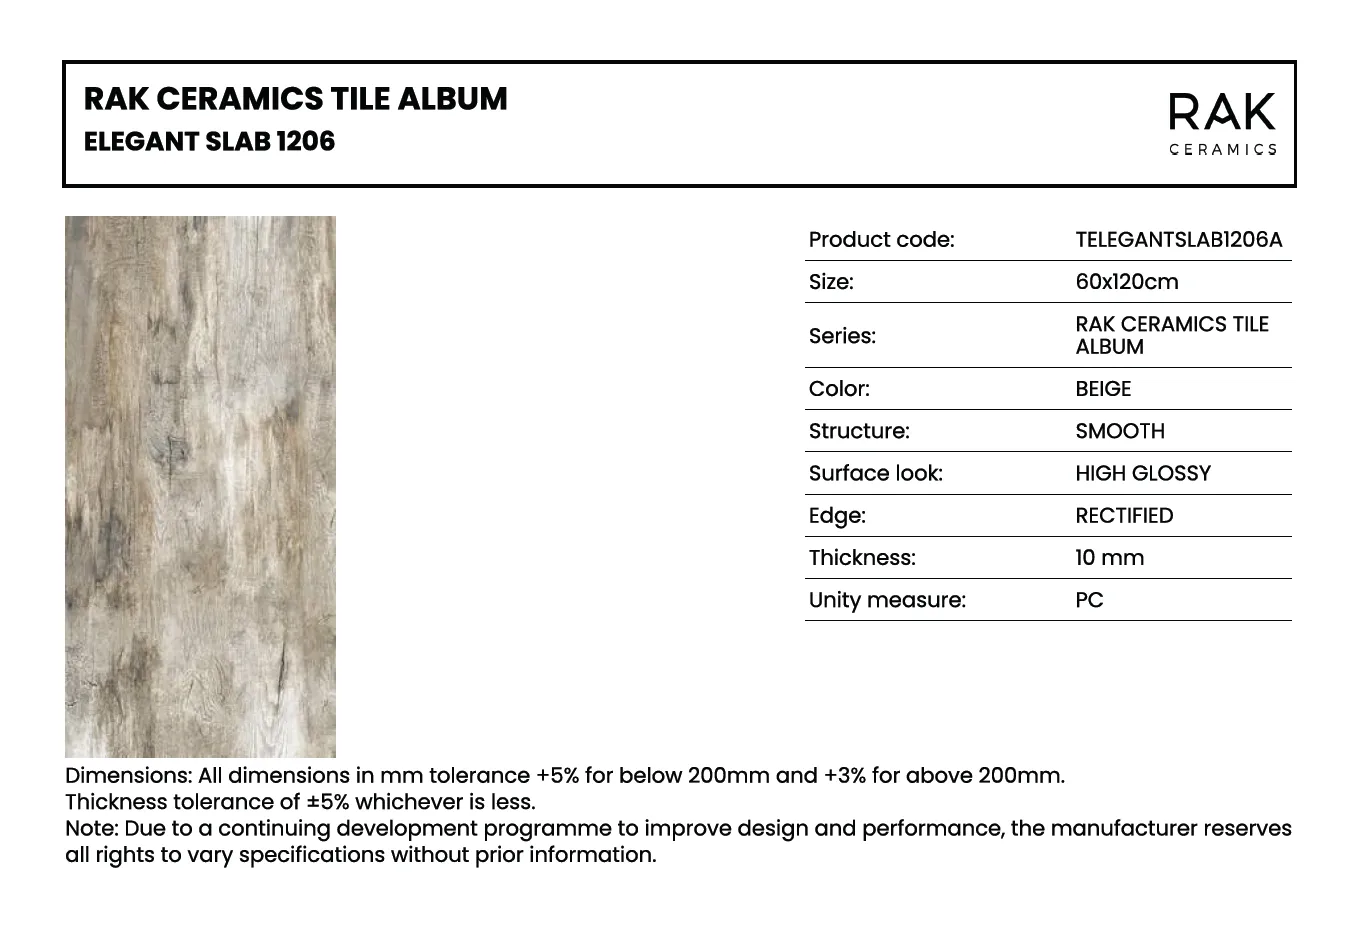 RAK CERAMICS TILE ALBUM
ELEGANT SLAB 1206
RAK
CERAMICS
Product code: TELEGANTSLAB1206A
Size: 60x120cm
Series: RAK CERAMICS TILE
ALBUM
Color: BEIGE
Structure: SMOOTH
Surface look: HIGH GLOSSY
Edge: RECTIFIED
Thickness: 10 mm
Unity measure: PC
Dimensions: All dimensions in mm tolerance +5% for below 200mm and +3% for above 200mm.
Thickness tolerance of ±5% whichever is less.
Note: Due to a continuing development programme to improve design and performance, the manufacturer reserves
all rights to vary specifications without prior information.